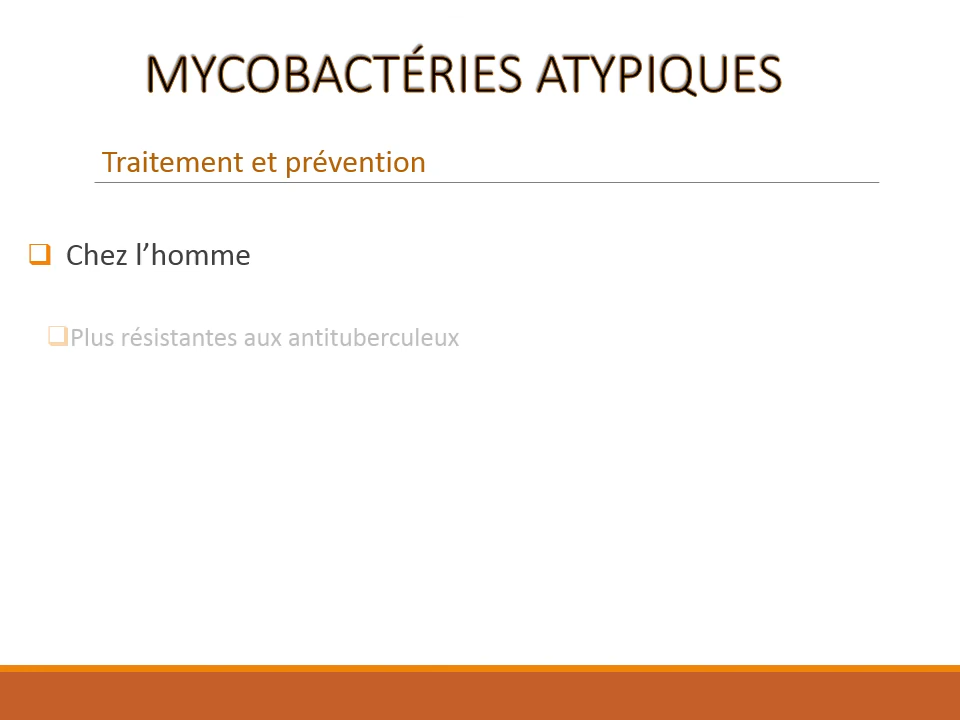 MYCOBACTÉRIES ATYPIQUES
Traitement et prévention
Chez l’homme
Plus résistantes aux antituberculeux